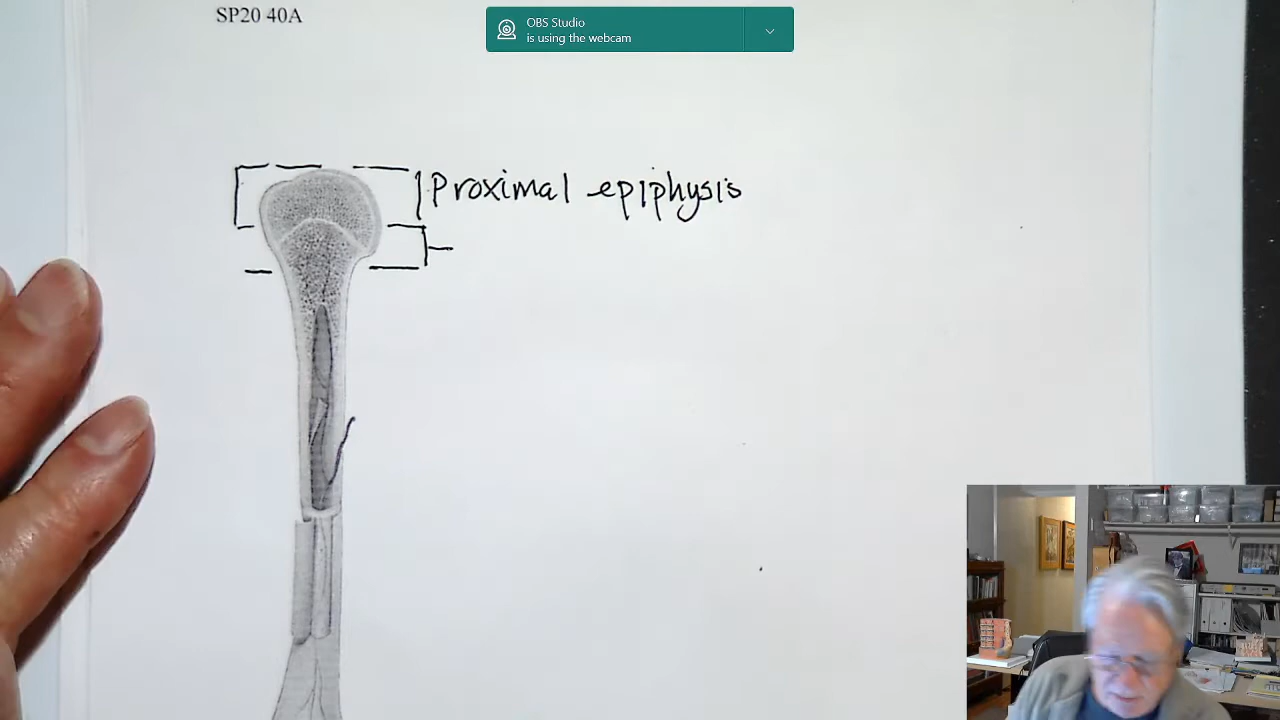 SP20 40A
OBS Studio
is using the webcam
Proximal epiphysis